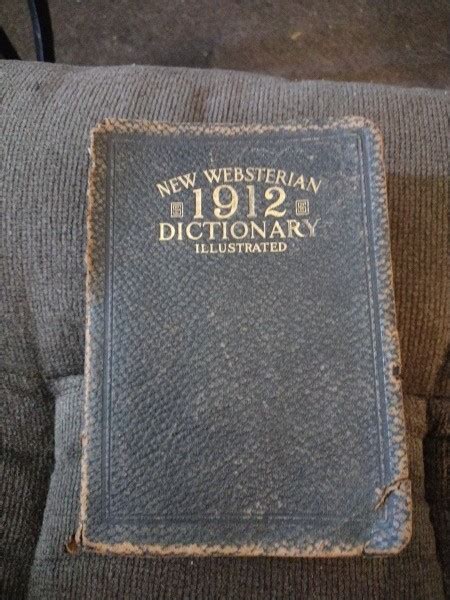 NEW WEBSTERIAN
1912
DICTIONARY
ILLUSTRATED